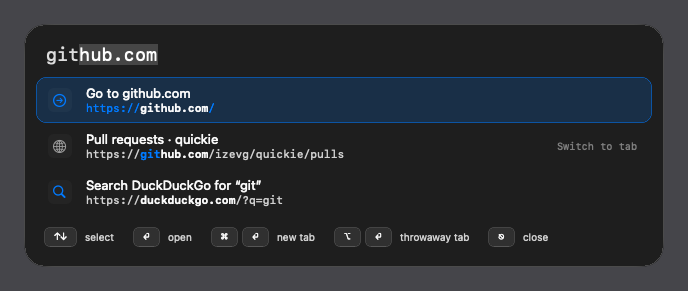 github.com
Go to github.com
https://github.com/
Pull requests · quickie
https://github.com/izevg/quickie/pulls
Switch to tab
Search DuckDuckGo for “git”
https://duckduckgo.com/?q=git
↑↓ select ↵ open ⌘ ↵ new tab ⌥ ↵ throwaway tab ⎋ close